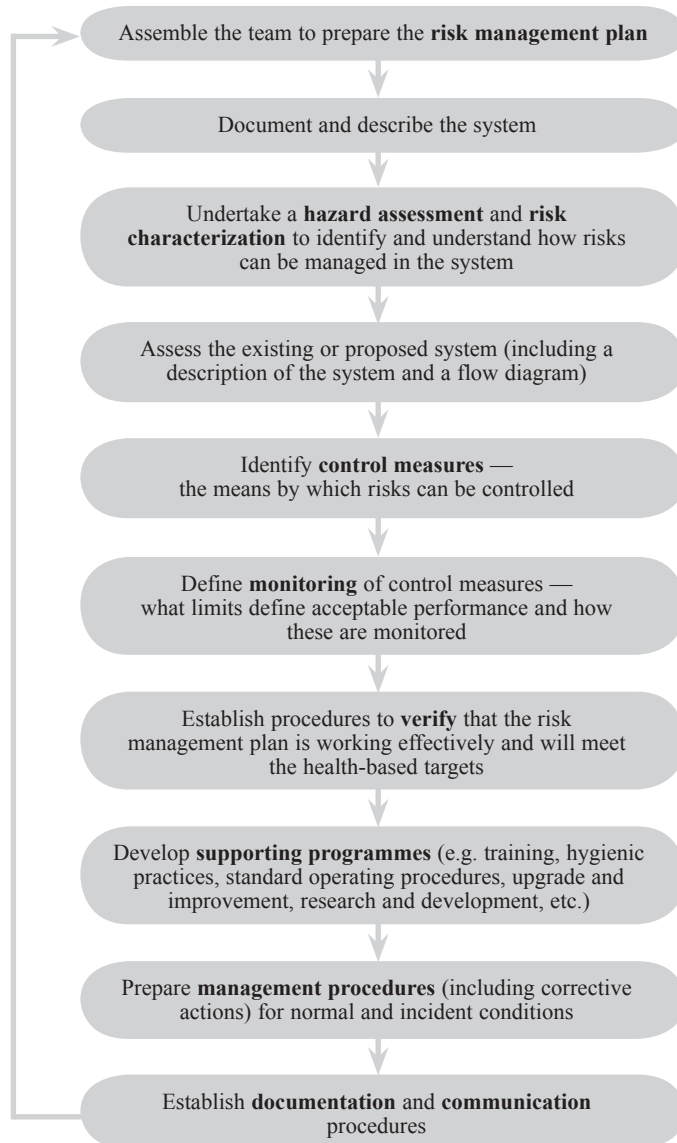 Assemble the team to prepare the risk management plan
Document and describe the system
Undertake a hazard assessment and risk
characterization to identify and understand how risks
can be managed in the system
Assess the existing or proposed system (including a
description of the system and a flow diagram)
Identify control measures —
the means by which risks can be controlled
Define monitoring of control measures —
what limits define acceptable performance and how
these are monitored
Establish procedures to verify that the risk
management plan is working effectively and will meet
the health-based targets
Develop supporting programmes (e.g. training, hygienic
practices, standard operating procedures, upgrade and
improvement, research and development, etc.)
Prepare management procedures (including corrective
actions) for normal and incident conditions
Establish documentation and communication
procedures